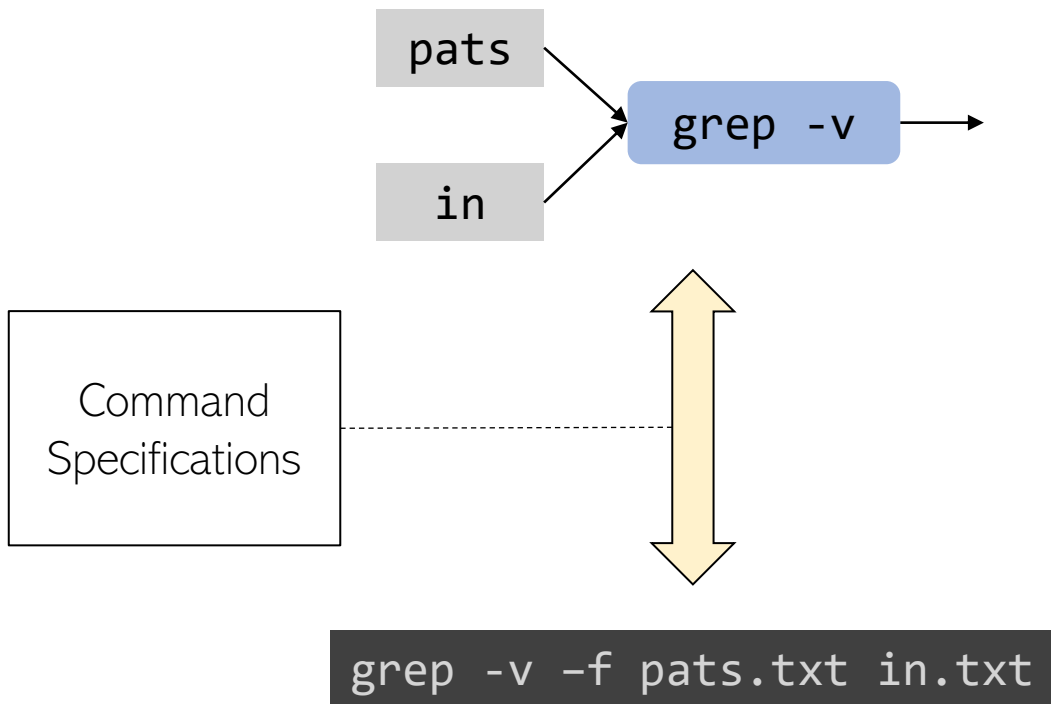 pats
grep -v
in
Command
Specifications
grep -v –f pats.txt in.txt